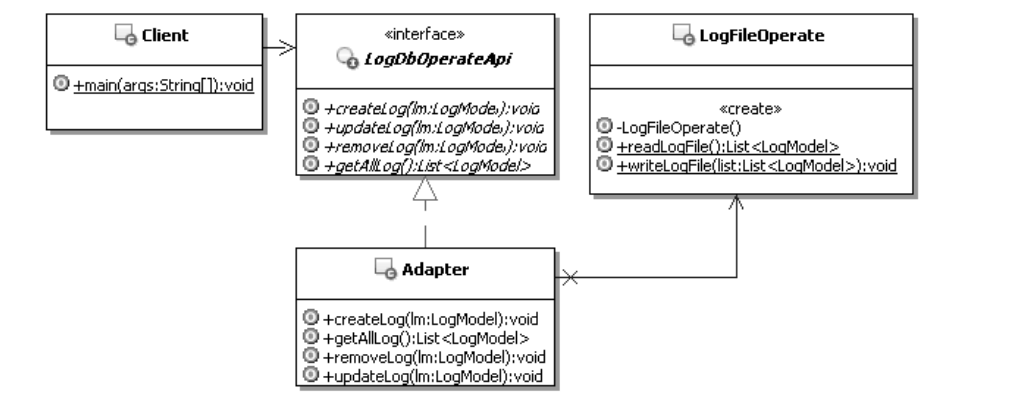 Client
+main(args:String[]):void
«interface»
LogDbOperateApi
+createLog(lm:LogModel):void
+updateLog(lm:LogModel):void
+removeLog(lm:LogModel):void
+getAllLog():List<LogModel>
LogFileOperate
«create»
-LogFileOperate()
+readLogFile():List<LogModel>
+writeLogFile(list:List<LogModel>):void
Adapter
+createLog(lm:LogModel):void
+getAllLog():List<LogModel>
+removeLog(lm:LogModel):void
+updateLog(lm:LogModel):void